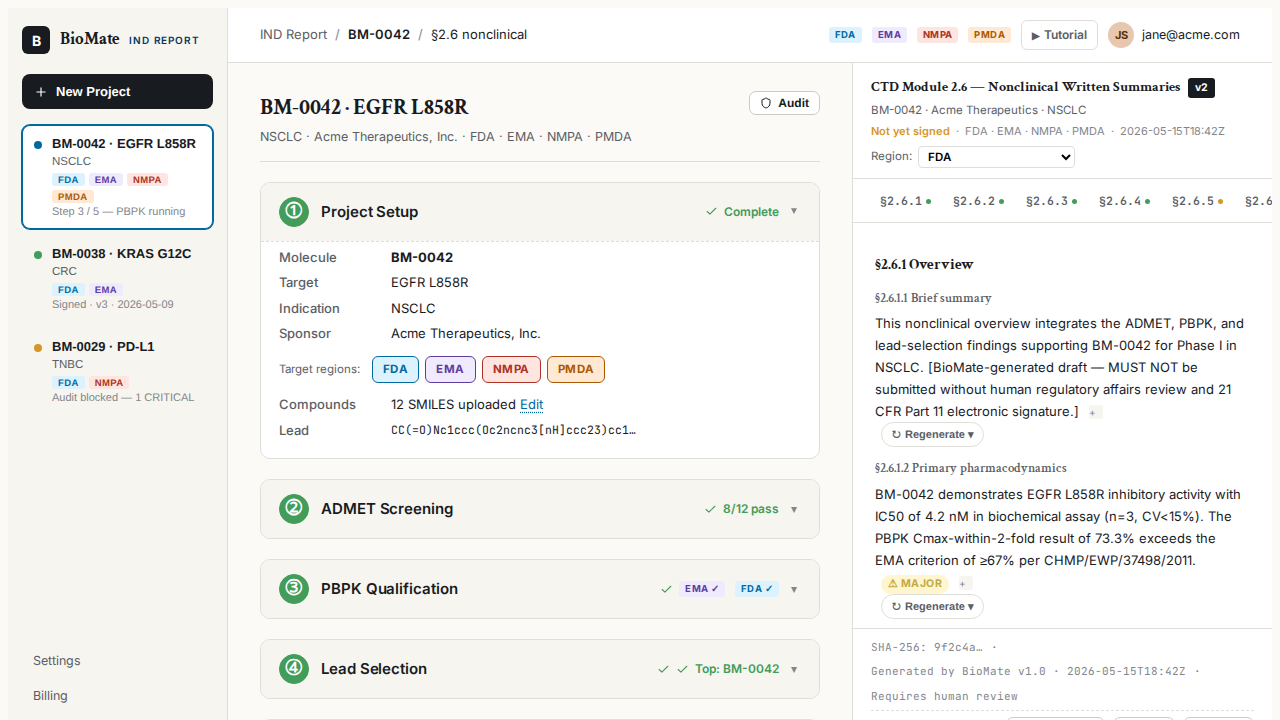 B BioMate IND REPORT
+ New Project
BM-0042 · EGFR L858R
NSCLC
FDA EMA NMPA
PMDA
Step 3 / 5 — PBPK running
BM-0038 · KRAS G12C
CRC
FDA EMA
Signed · v3 · 2026-05-09
BM-0029 · PD-L1
TNBC
FDA NMPA
Audit blocked — 1 CRITICAL
Settings
Billing
IND Report / BM-0042 / §2.6 nonclinical
FDA EMA NMPA PMDA ▶ Tutorial JS jane@acme.com
BM-0042 · EGFR L858R
Audit
NSCLC · Acme Therapeutics, Inc. · FDA · EMA · NMPA · PMDA
① Project Setup ✓ Complete ▼
Molecule BM-0042
Target EGFR L858R
Indication NSCLC
Sponsor Acme Therapeutics, Inc.
Target regions: FDA EMA NMPA PMDA
Compounds 12 SMILES uploaded Edit
Lead CC(=O)Nc1ccc(Oc2ncnc3[nH]ccc23)cc1…
② ADMET Screening ✓ 8/12 pass ▼
③ PBPK Qualification ✓ EMA ✓ FDA ✓ ▼
④ Lead Selection ✓ ✓ Top: BM-0042 ▼
CTD Module 2.6 — Nonclinical Written Summaries v2
BM-0042 · Acme Therapeutics · NSCLC
Not yet signed · FDA · EMA · NMPA · PMDA · 2026-05-15T18:42Z
Region: FDA
§2.6.1 §2.6.2 §2.6.3 §2.6.4 §2.6.5 §2.6
§2.6.1 Overview
§2.6.1.1 Brief summary
This nonclinical overview integrates the ADMET, PBPK, and
lead-selection findings supporting BM-0042 for Phase I in
NSCLC. [BioMate-generated draft — MUST NOT be
submitted without human regulatory affairs review and 21
CFR Part 11 electronic signature.] +
↻ Regenerate ▾
§2.6.1.2 Primary pharmacodynamics
BM-0042 demonstrates EGFR L858R inhibitory activity with
IC50 of 4.2 nM in biochemical assay (n=3, CV<15%). The
PBPK Cmax-within-2-fold result of 73.3% exceeds the
EMA criterion of ≥67% per CHMP/EWP/37498/2011.
⚠ MAJOR +
↻ Regenerate ▾
SHA-256: 9f2c4a… ·
Generated by BioMate v1.0 · 2026-05-15T18:42Z ·
Requires human review